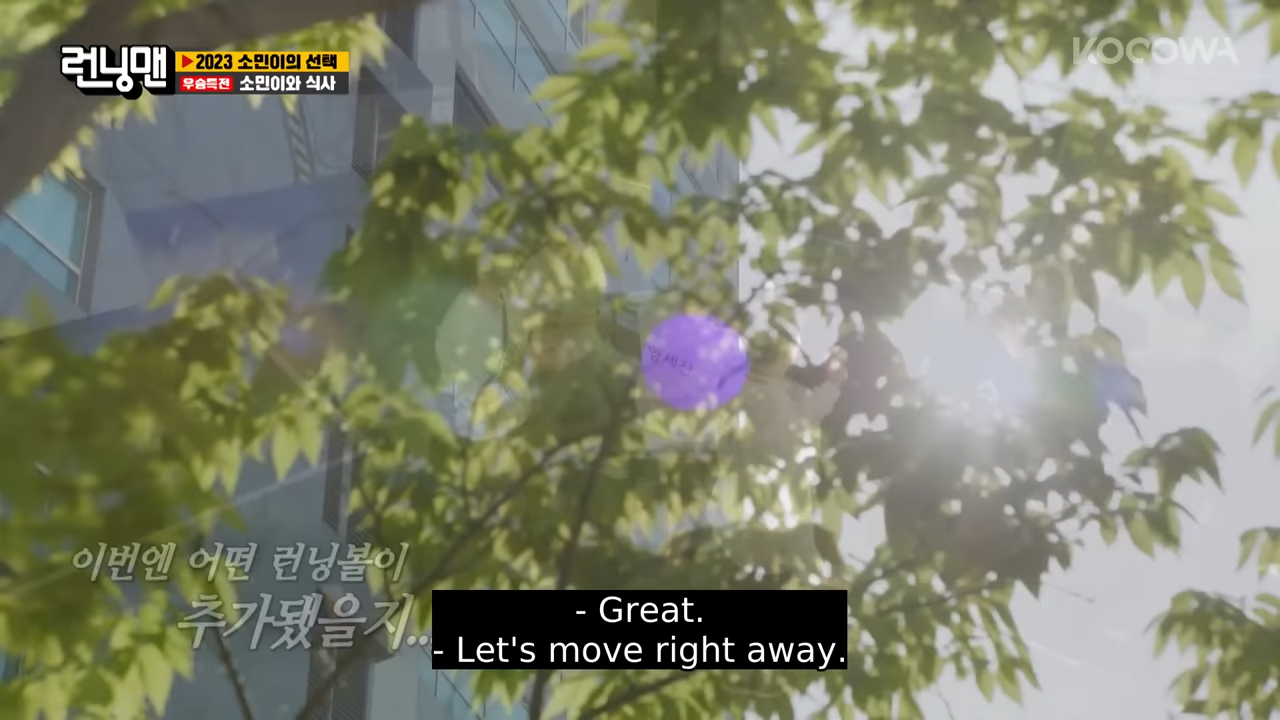 런닝맨
▶2023 소민이의 선택
우승특전 소민이와 식사
KOCOWA
이번엔 어떤 런닝볼이
추가됐을지...
- Great.
- Let's move right away.